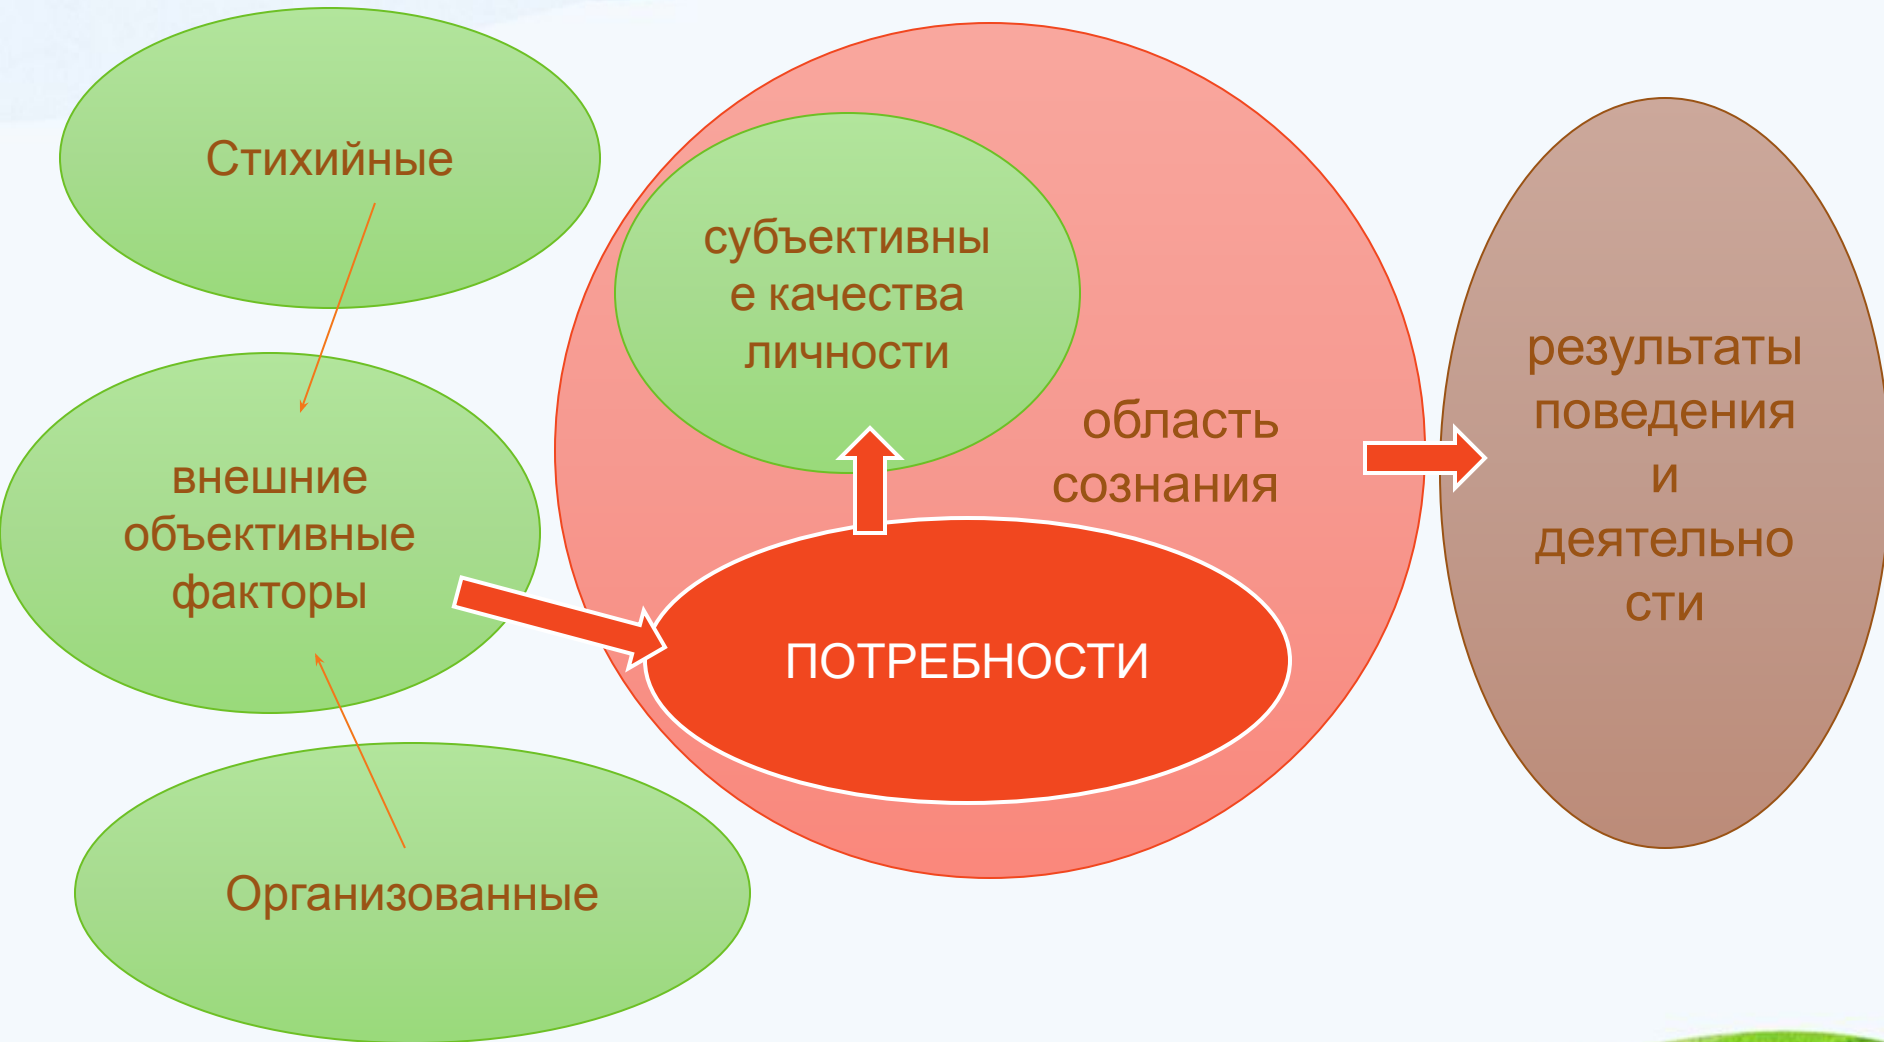 Стихийные
субъективны
е качества
личности
область
сознания
внешние
объективные
факторы
ПОТРЕБНОСТИ
результаты
поведения
и
деятельно
сти
Организованные